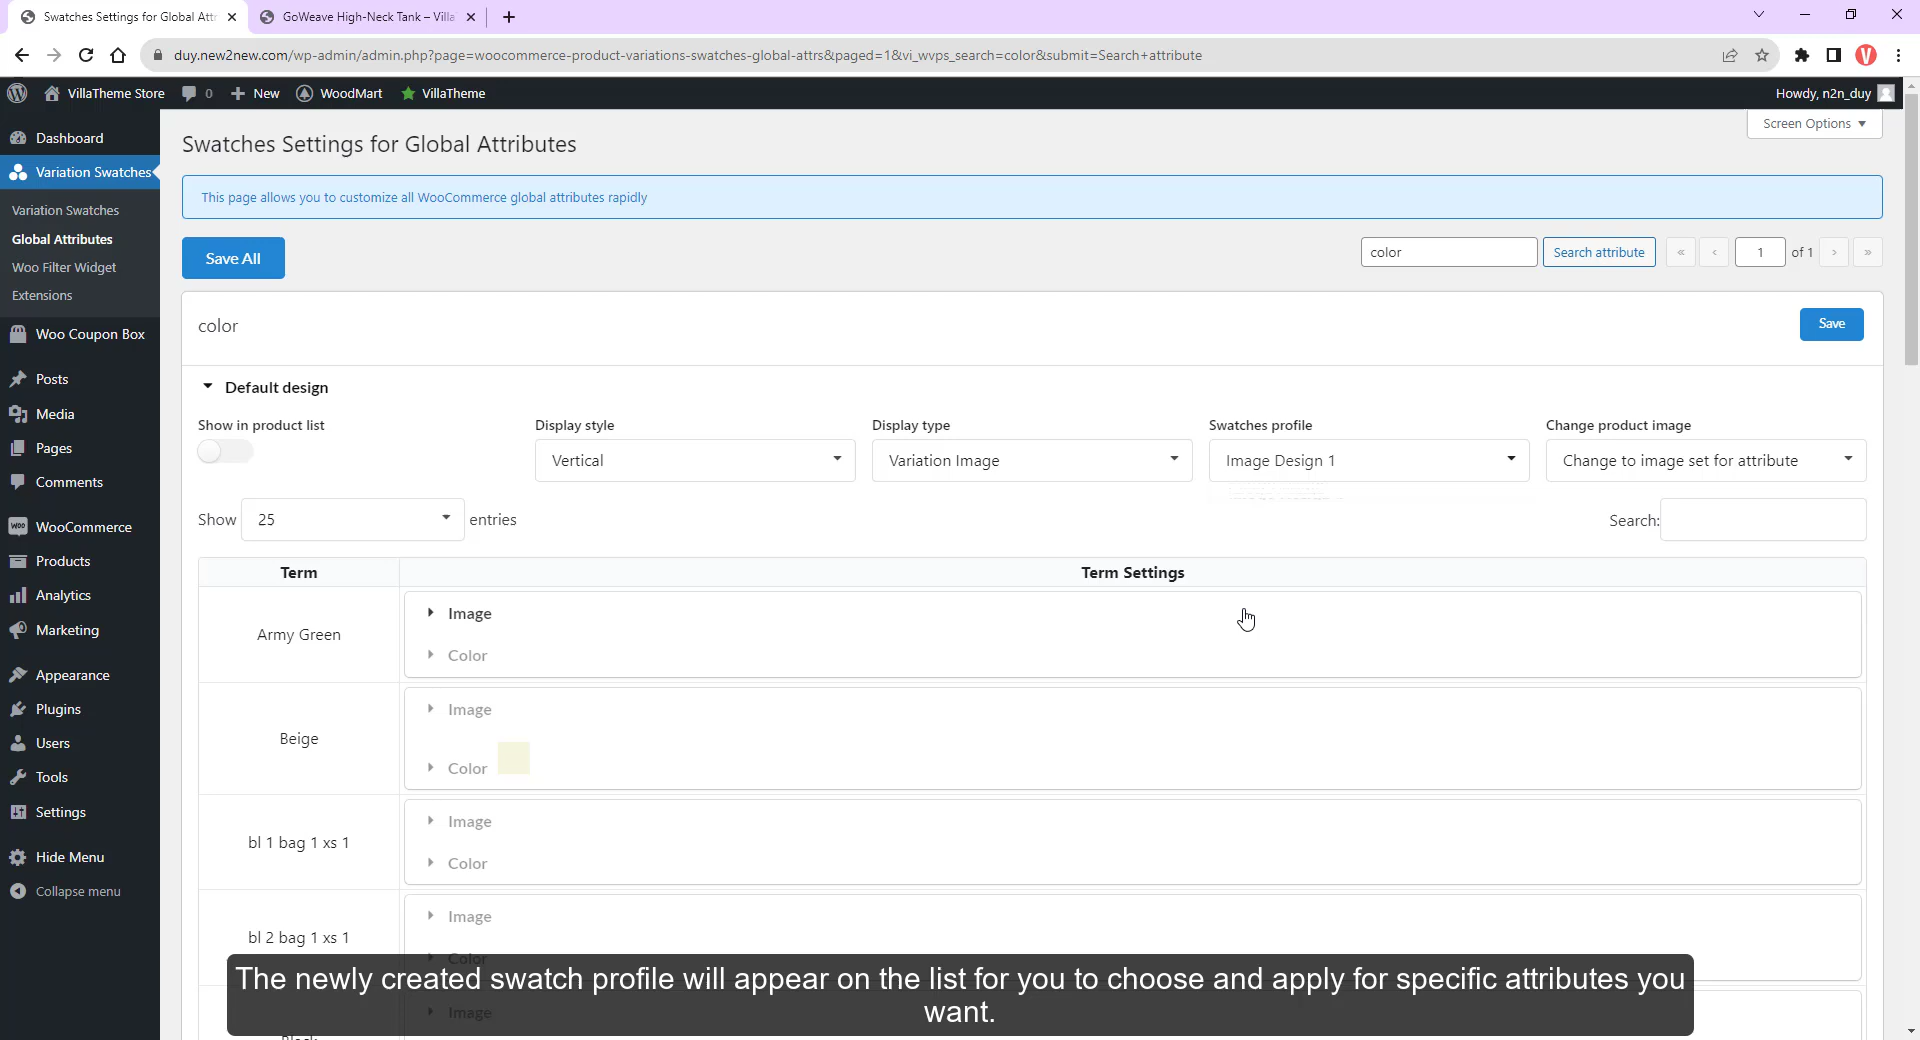 Swatches Settings for Global Attr
GoWeave High-Neck Tank – Villa
duy.new2new.com/wp-admin/admin.php?page=woocommerce-product-variations-swatches-global-attrs&paged=1&vi_wvps_search=color&submit=Search+attribute
VillaTheme Store
0
New
WoodMart
VillaTheme
Howdy, n2n_duy
Screen Options
Dashboard
Variation Swatches
Variation Swatches
Global Attributes
Woo Filter Widget
Extensions
Woo Coupon Box
Posts
Media
Pages
Comments
WooCommerce
Products
Analytics
Marketing
Appearance
Plugins
Users
Tools
Settings
Hide Menu
Collapse menu
Swatches Settings for Global Attributes
This page allows you to customize all WooCommerce global attributes rapidly
Save All
color
Search attribute
« ‹ 1 of 1 › »
color
Save
Default design
Show in product list
Display style
Display type
Swatches profile
Change product image
Vertical
Variation Image
Image Design 1
Change to image set for attribute
Show 25 entries
Search:
Term
Term Settings
Army Green
Image
Color
Beige
Image
Color
bl 1 bag 1 xs 1
Image
Color
bl 2 bag 1 xs 1
Image
Color
Image
The newly created swatch profile will appear on the list for you to choose and apply for specific attributes you
want.